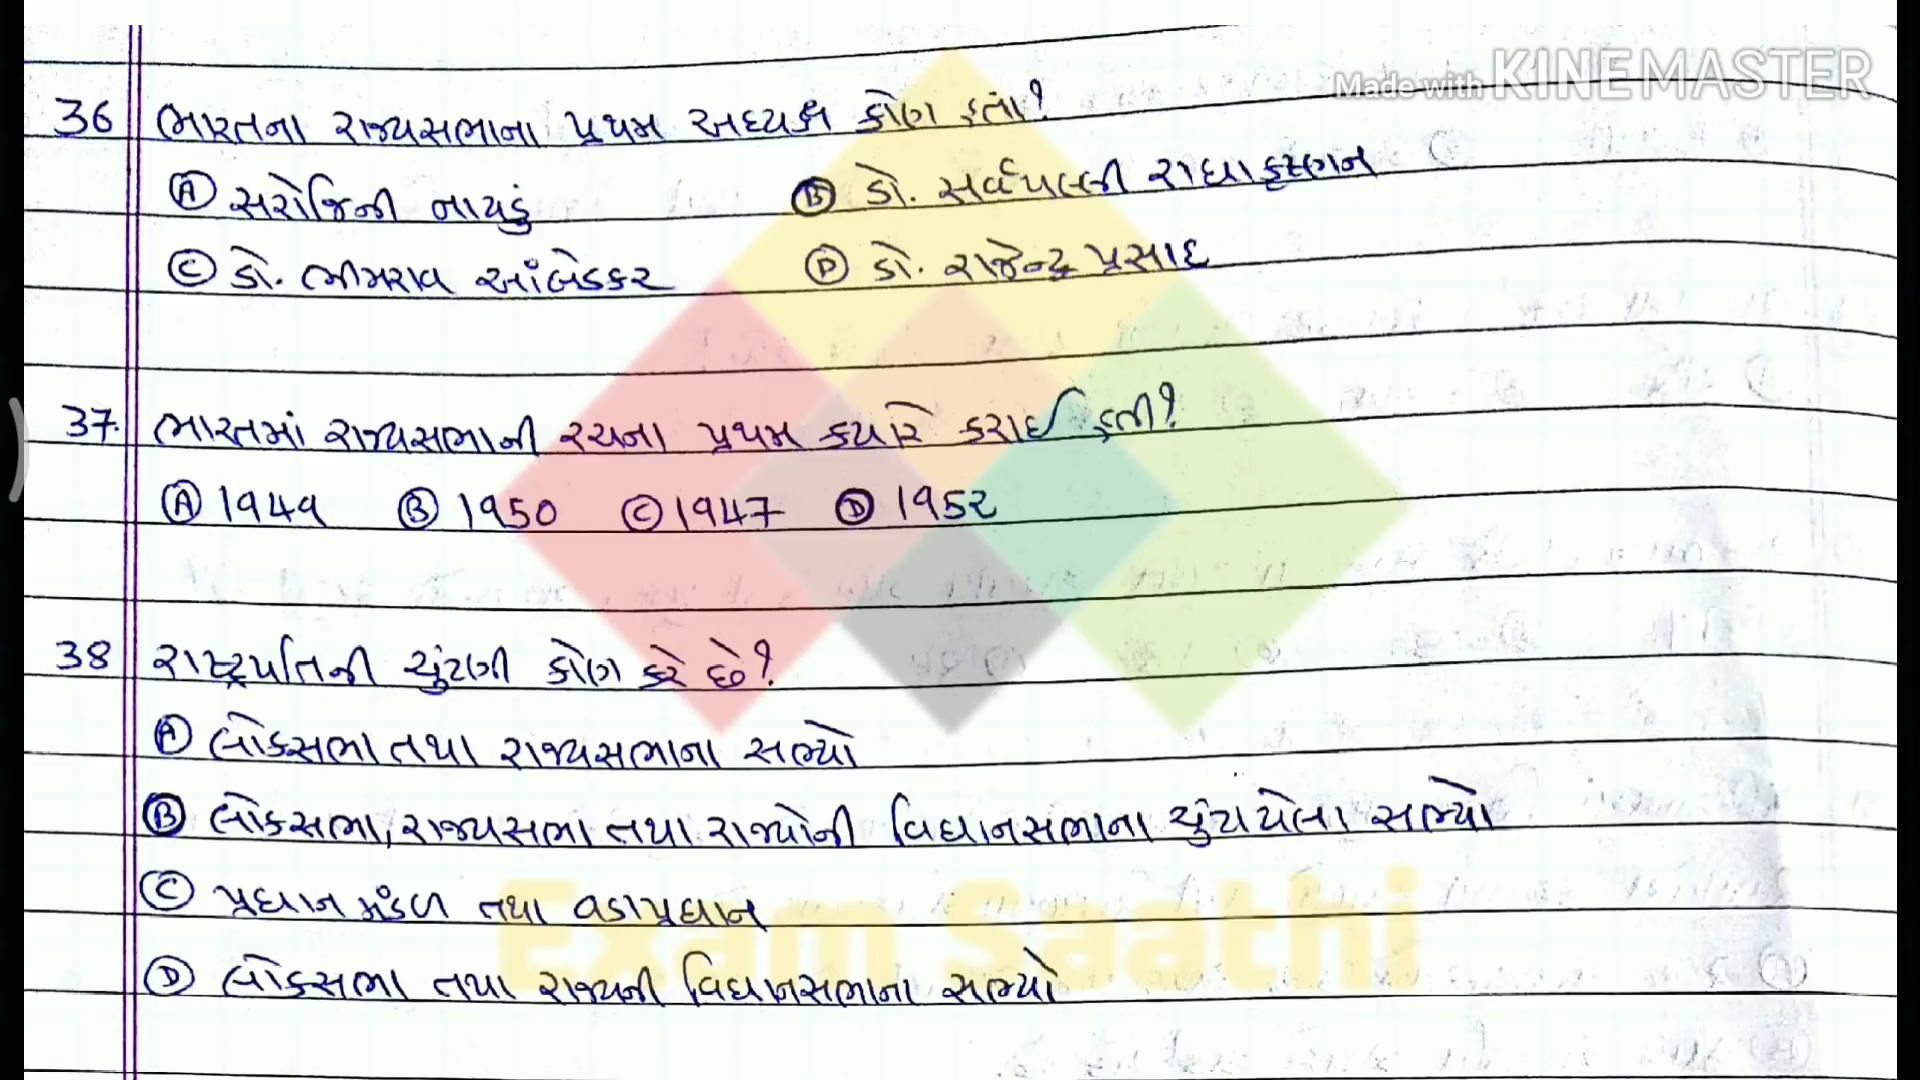 Made with KINEMASTER
36 ભારતના રાજ્યસભાના પ્રથમ અધ્યક્ષ કોણ હતા?
A સરોજિની નાયડુ B ડો. સર્વપલ્લી રાધાકૃષ્ણન
C ડો. ભીમરાવ આંબેડકર D ડો. રાજેન્દ્ર પ્રસાદ
37. ભારતમાં રાજ્યસભાની રચના પ્રથમ ક્યારે કરાઈ હતી?
A 1949 B 1950 C 1947 D 1952
38 રાષ્ટ્રપતિની ચુંટણી કોણ કરે છે?
A લોકસભા તથા રાજ્યસભાના સભ્યો
B લોકસભા, રાજ્યસભા તથા રાજ્યોની વિધાનસભાના ચુંટાયેલા સભ્યો
C પ્રધાન મંડળ તથા વડાપ્રધાન
D લોકસભા તથા રાજ્યની વિધાનસભાના સભ્યો
Exam Saathi